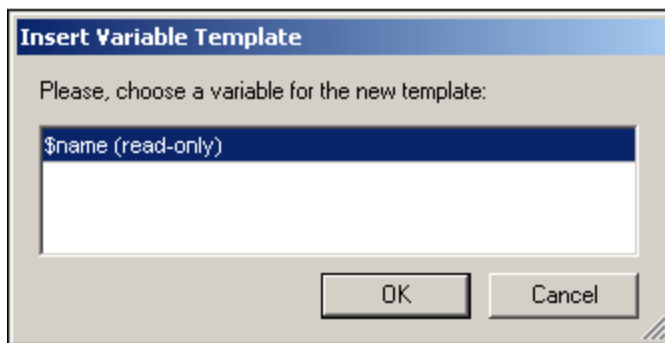 Insert Variable Template
Please, choose a variable for the new template:
$name (read-only)
OK
Cancel